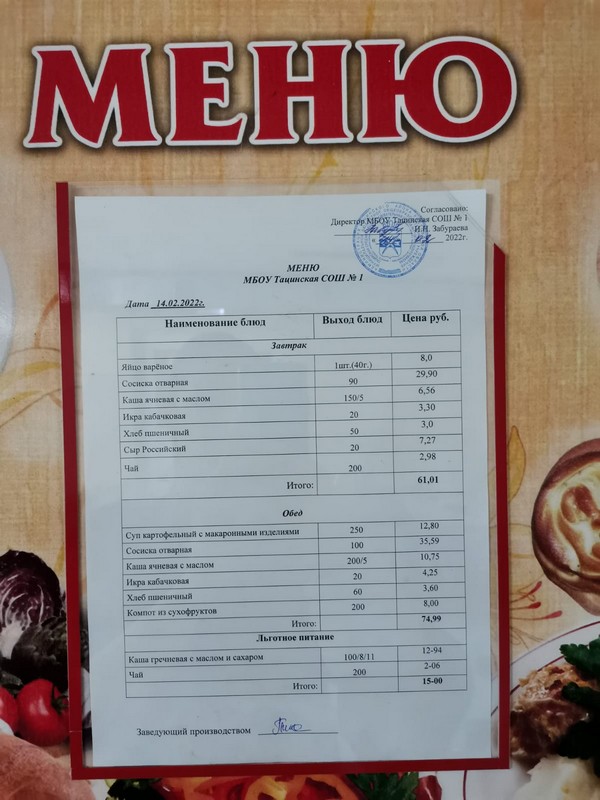 МЕНЮ
Согласовано:
Директор МБОУ Тацинская СОШ № 1
И.Н. Забураева
2022г.
МЕНЮ
МБОУ Тацинская СОШ № 1
Дата 14.02.2022г.
Наименование блюд Выход блюд Цена руб.
Завтрак
Яйцо варёное 1шт.(40г.) 8,0
Сосиска отварная 90 29,90
Каша ячневая с маслом 150/5 6,56
Икра кабачковая 20 3,30
Хлеб пшеничный 50 3,0
Сыр Российский 20 7,27
Чай 200 2,98
Итого: 61,01
Обед
Суп картофельный с макаронными изделиями 250 12,80
Сосиска отварная 100 35,59
Каша ячневая с маслом 200/5 10,75
Икра кабачковая 20 4,25
Хлеб пшеничный 60 3,60
Компот из сухофруктов 200 8,00
Итого: 74,99
Льготное питание
Каша гречневая с маслом и сахаром 100/8/11 12-94
Чай 200 2-06
Итого: 15-00
Заведующий производством